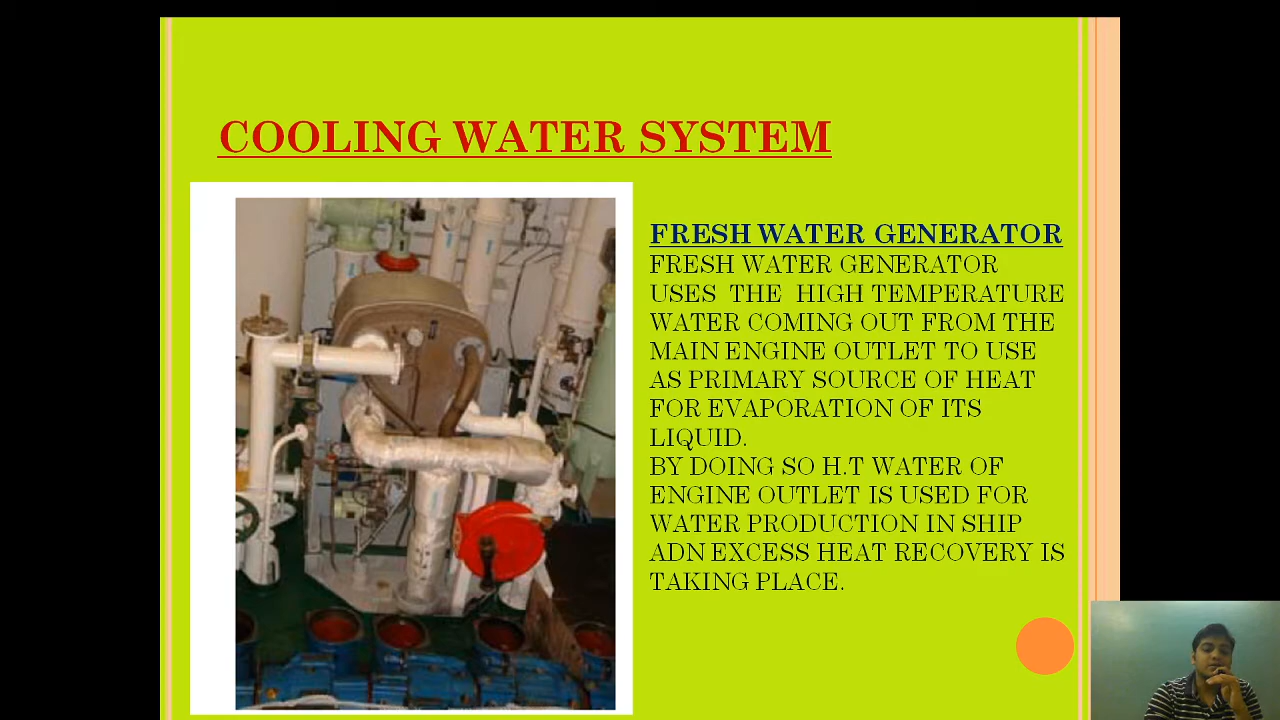 COOLING WATER SYSTEM
FRESH WATER GENERATOR
FRESH WATER GENERATOR
USES THE HIGH TEMPERATURE
WATER COMING OUT FROM THE
MAIN ENGINE OUTLET TO USE
AS PRIMARY SOURCE OF HEAT
FOR EVAPORATION OF ITS
LIQUID.
BY DOING SO H.T WATER OF
ENGINE OUTLET IS USED FOR
WATER PRODUCTION IN SHIP
ADN EXCESS HEAT RECOVERY IS
TAKING PLACE.